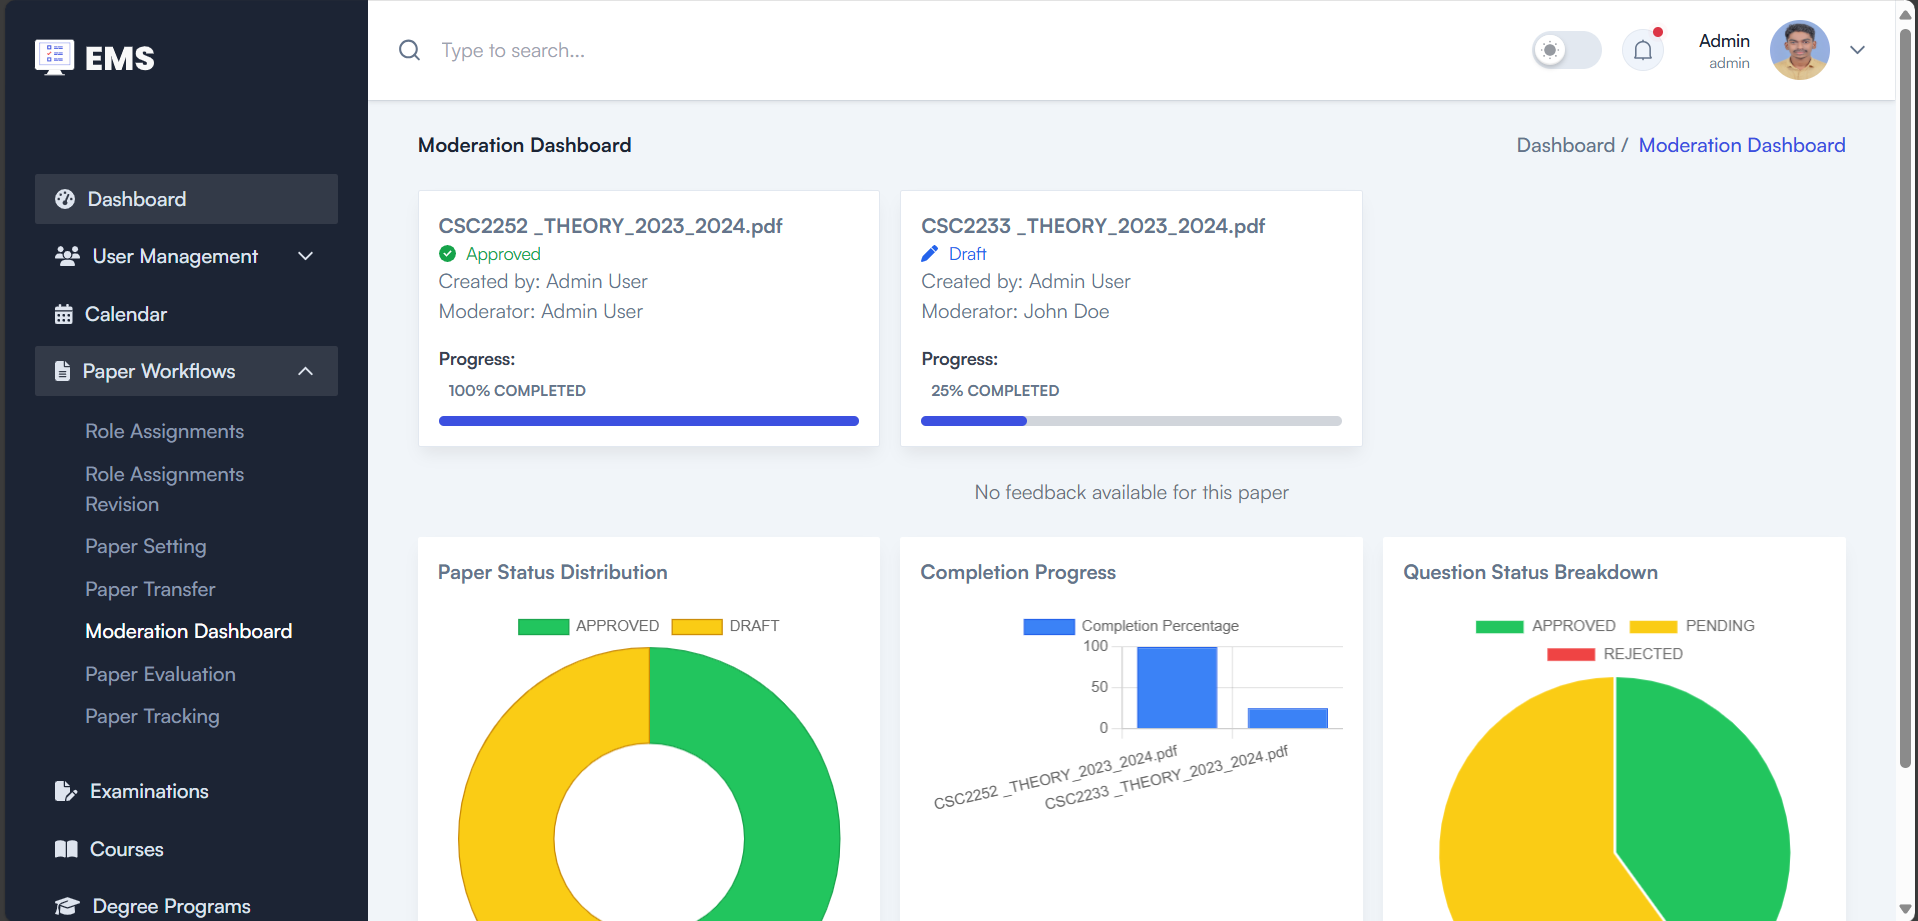 EMS
Dashboard
User Management
Calendar
Paper Workflows
Role Assignments
Role Assignments
Revision
Paper Setting
Paper Transfer
Moderation Dashboard
Paper Evaluation
Paper Tracking
Examinations
Courses
Degree Programs
Type to search...
Admin
admin
Moderation Dashboard
Dashboard / Moderation Dashboard
CSC2252 _THEORY_2023_2024.pdf
Approved
Created by: Admin User
Moderator: Admin User
Progress:
100% COMPLETED
CSC2233 _THEORY_2023_2024.pdf
Draft
Created by: Admin User
Moderator: John Doe
Progress:
25% COMPLETED
No feedback available for this paper
Paper Status Distribution
APPROVED DRAFT
Completion Progress
Completion Percentage
100
50
0
CSC2252 _THEORY_2023_2024.pdf
CSC2233 _THEORY_2023_2024.pdf
Question Status Breakdown
APPROVED PENDING
REJECTED